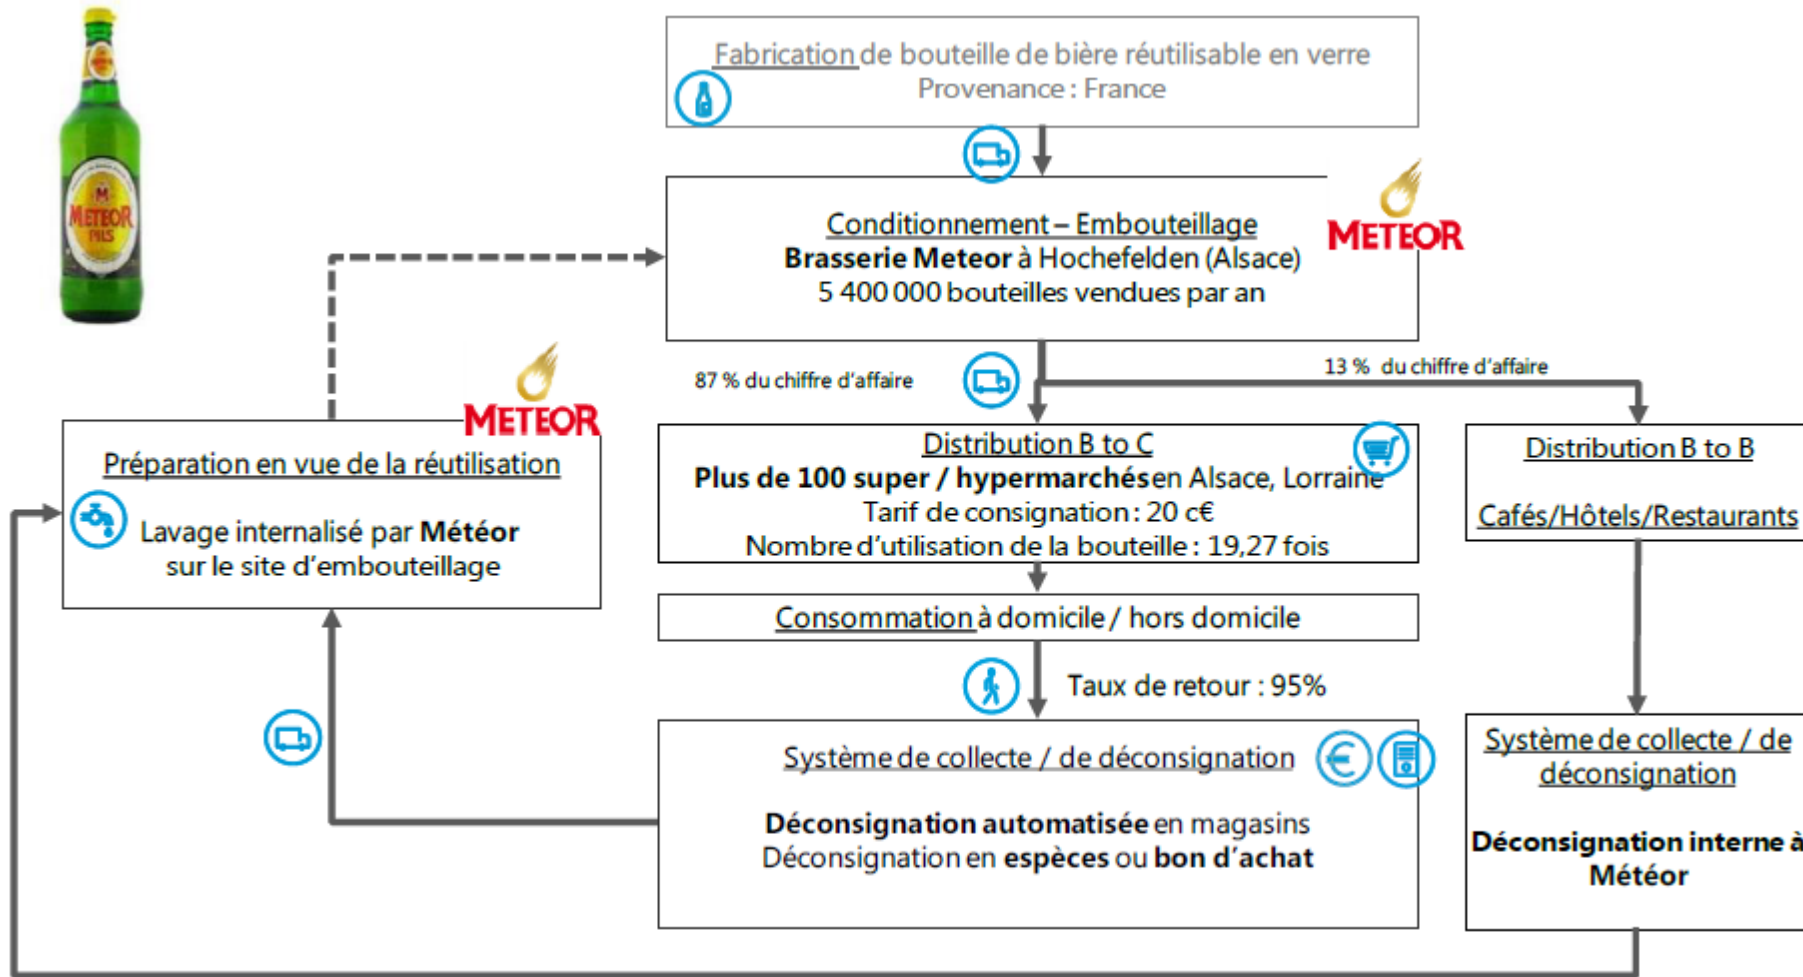 Fabrication de bouteille de bière réutilisable en verre
Provenance : France
METEOR
PILS
Conditionnement – Embouteillage
Brasserie Meteor à Hochefelden (Alsace)
5 400 000 bouteilles vendues par an
METEOR
87 % du chiffre d'affaire
13 % du chiffre d'affaire
METEOR
Préparation en vue de la réutilisation
Lavage internalisé par Météor
sur le site d'embouteillage
Distribution B to C
Plus de 100 super / hypermarchés en Alsace, Lorraine
Tarif de consignation : 20 c€
Nombre d'utilisation de la bouteille : 19,27 fois
Distribution B to B
Cafés/Hôtels/Restaurants
Consommation à domicile / hors domicile
Taux de retour : 95%
Système de collecte / de déconsignation
Déconsignation automatisée en magasins
Déconsignation en espèces ou bon d'achat
Système de collecte / de
déconsignation
Déconsignation interne à
Météor